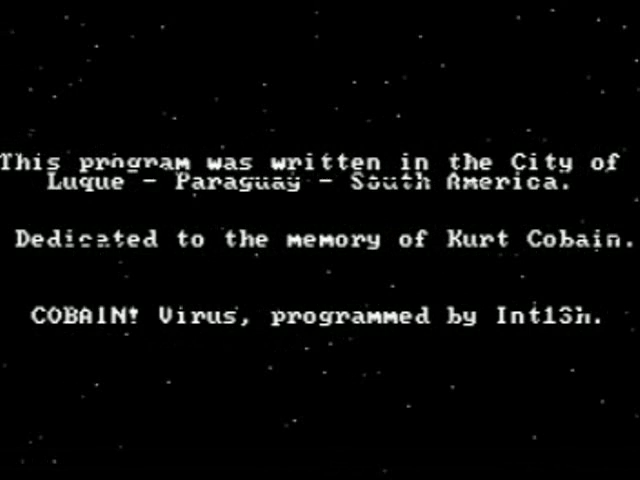 This program was written in the City of
Luque - Paraguay - South America.
Dedicated to the memory of Kurt Cobain.
COBAIN! Virus, programmed by Int13h.